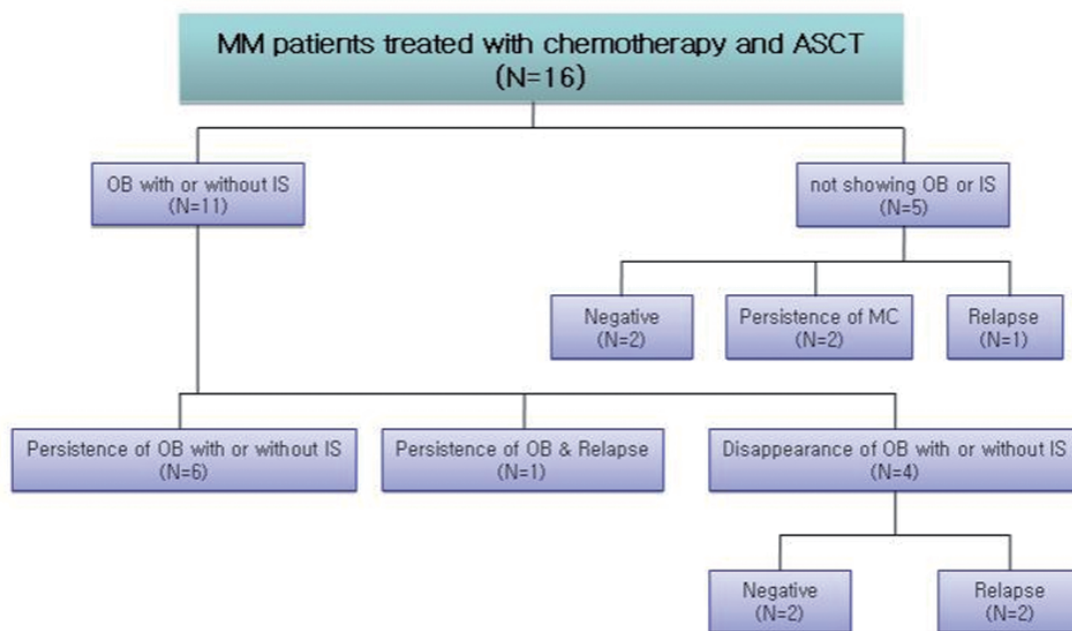 MM patients treated with chemotherapy and ASCT
(N=16)
OB with or without IS
(N=11)
not showing OB or IS
(N=5)
Negative
(N=2)
Persistence of MC
(N=2)
Relapse
(N=1)
Persistence of OB with or without IS
(N=6)
Persistence of OB & Relapse
(N=1)
Disappearance of OB with or without IS
(N=4)
Negative
(N=2)
Relapse
(N=2)